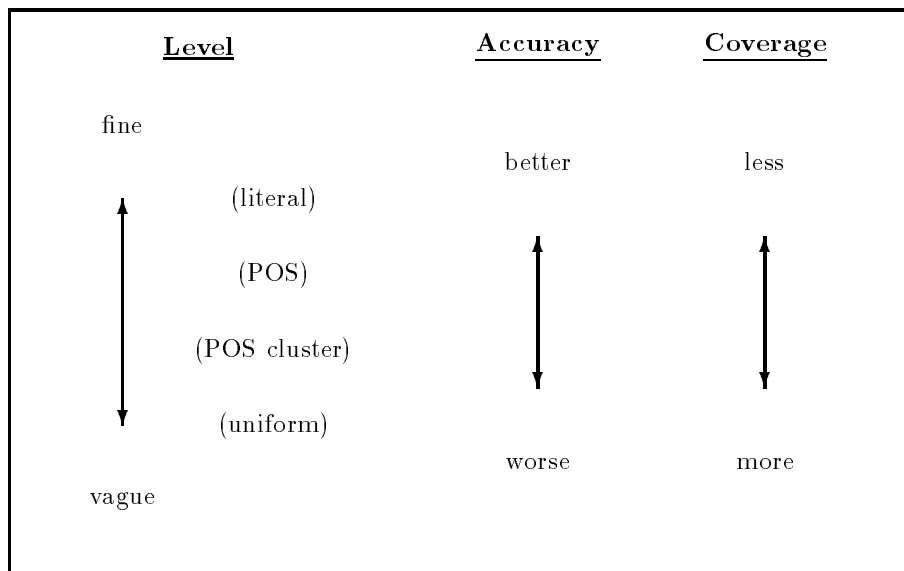 Level Accuracy Coverage
fine
better less
(literal)
(POS)
(POS cluster)
(uniform)
worse more
vague